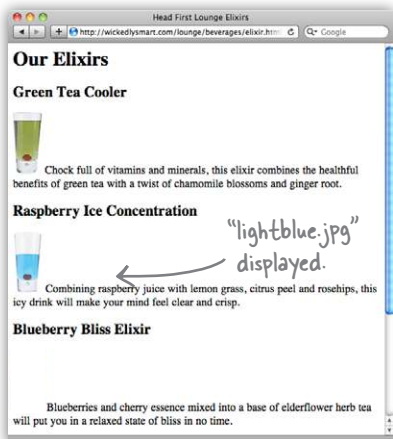 Head First Lounge Elixirs
http://wickedlysmart.com/lounge/beverages/elixir.htm
Google
Our Elixirs
Green Tea Cooler
Chock full of vitamins and minerals, this elixir combines the healthful
benefits of green tea with a twist of chamomile blossoms and ginger root.
Raspberry Ice Concentration
"lightblue.jpg"
displayed.
Combining raspberry juice with lemon grass, citrus peel and rosehips, this
icy drink will make your mind feel clear and crisp.
Blueberry Bliss Elixir
Blueberries and cherry essence mixed into a base of elderflower herb tea
will put you in a relaxed state of bliss in no time.